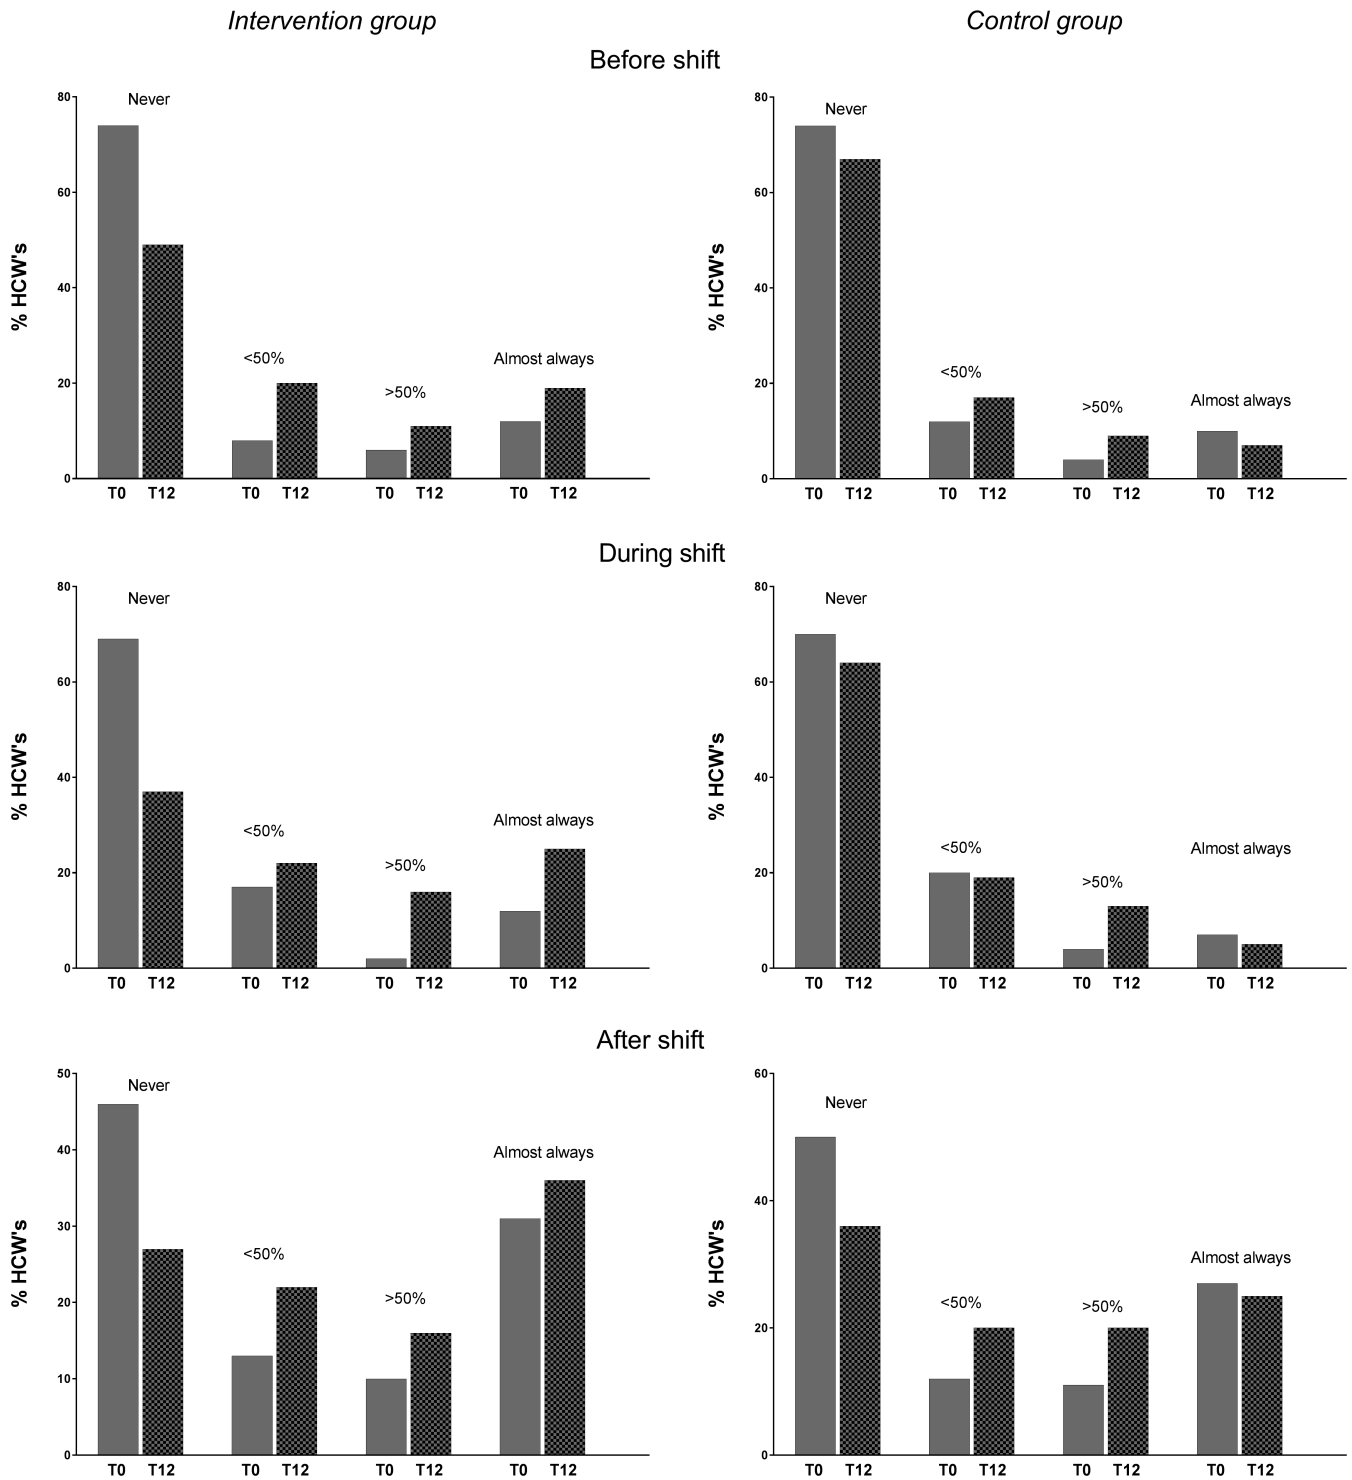 Intervention group
Control group
Before shift
80
60
40
20
0
% HCW's
Never
<50%
>50%
Almost always
T0 T12 T0 T12 T0 T12 T0 T12
80
60
40
20
0
% HCW's
Never
<50%
>50%
Almost always
T0 T12 T0 T12 T0 T12 T0 T12
During shift
80
60
40
20
0
% HCW's
Never
<50%
>50%
Almost always
T0 T12 T0 T12 T0 T12 T0 T12
80
60
40
20
0
% HCW's
Never
<50%
>50%
Almost always
T0 T12 T0 T12 T0 T12 T0 T12
After shift
50
40
30
20
10
0
% HCW's
Never
<50%
>50%
Almost always
T0 T12 T0 T12 T0 T12 T0 T12
60
40
20
0
% HCW's
Never
<50%
>50%
Almost always
T0 T12 T0 T12 T0 T12 T0 T12